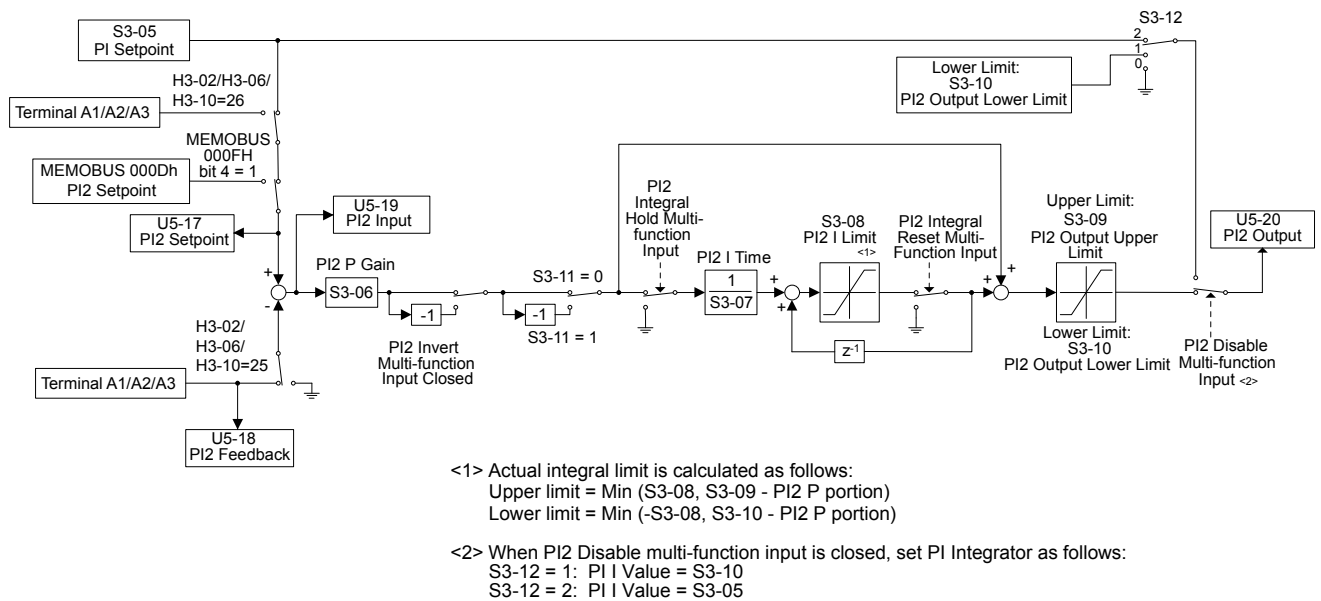 S3-05
PI Setpoint
S3-12
2
1
0
Lower Limit:
S3-10
PI2 Output Lower Limit
H3-02/H3-06/
H3-10=26
Terminal A1/A2/A3
MEMOBUS
000FH
bit 4 = 1
MEMOBUS 000Dh
PI2 Setpoint
U5-17
PI2 Setpoint
U5-19
PI2 Input
+
-
PI2 P Gain
S3-06
-1
PI2 Invert
Multi-function
Input Closed
S3-11 = 0
-1
S3-11 = 1
PI2
Integral
Hold Multi-
function
Input
PI2 I Time
1
S3-07
+
+
S3-08
PI2 I Limit
<1>
z-1
PI2 Integral
Reset Multi-
Function Input
+
+
Upper Limit:
S3-09
PI2 Output Upper
Limit
Lower Limit:
S3-10
PI2 Output Lower Limit
U5-20
PI2 Output
PI2 Disable
Multi-function
Input <2>
H3-02/
H3-06/
H3-10=25
Terminal A1/A2/A3
U5-18
PI2 Feedback
<1> Actual integral limit is calculated as follows:
Upper limit = Min (S3-08, S3-09 - PI2 P portion)
Lower limit = Min (-S3-08, S3-10 - PI2 P portion)
<2> When PI2 Disable multi-function input is closed, set PI Integrator as follows:
S3-12 = 1: PI I Value = S3-10
S3-12 = 2: PI I Value = S3-05